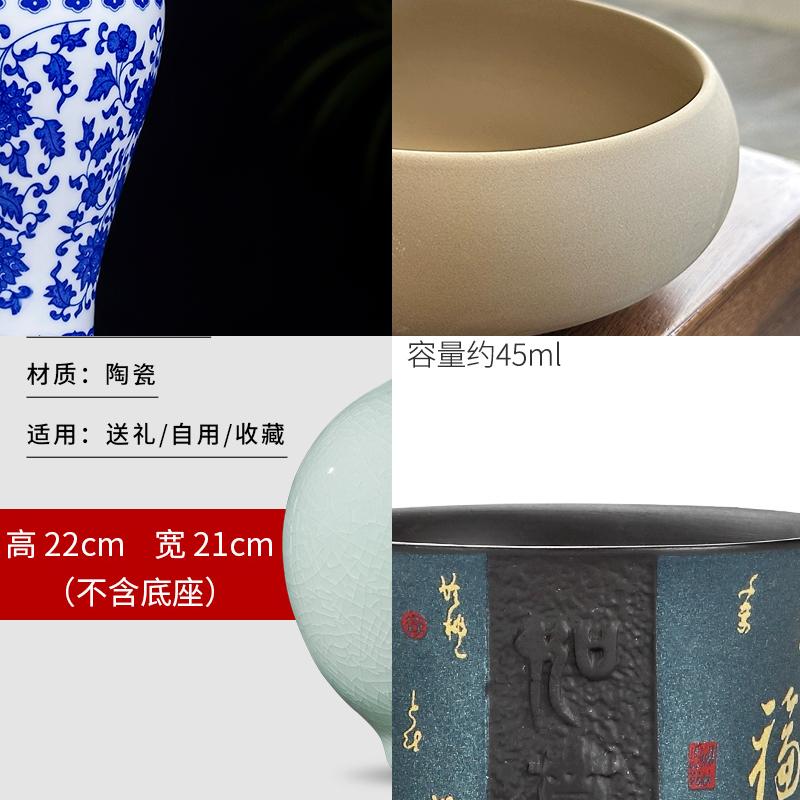 材质：陶瓷
适用：送礼/自用/收藏
高 22cm 宽 21cm
（不含底座）
容量约45ml
福